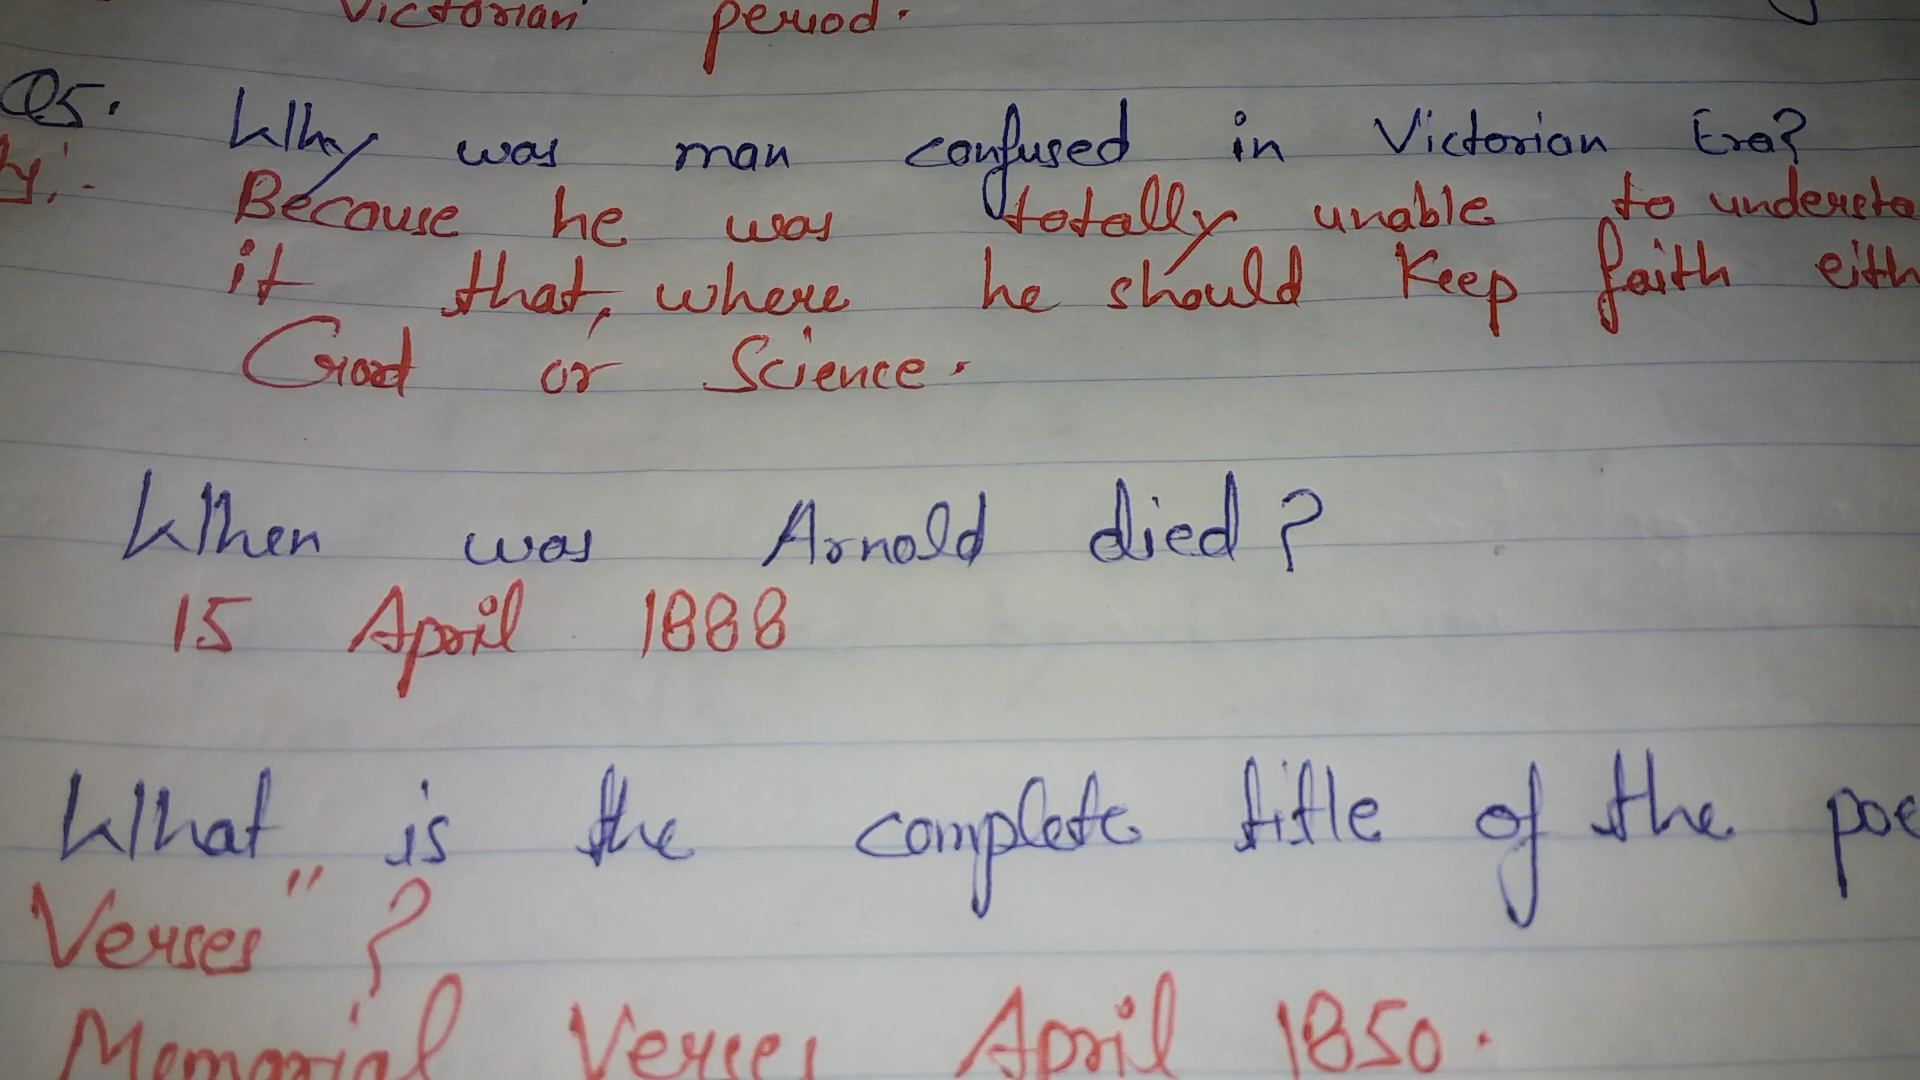 Victorian period.
Q5. Why was man confused in Victorian Era?
Because he was totally unable to understa
it that, where he should keep faith eith
God or Science.
When was Arnold died?
15 April 1888
What is the complete title of the poe
Verses"?
Memorial Verses April 1850.